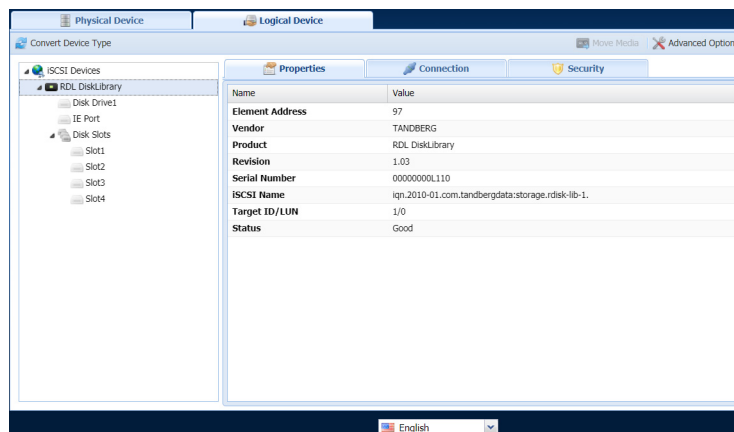 Physical Device
Logical Device
Convert Device Type
Move Media
Advanced Option
iSCSI Devices
RDL DiskLibrary
Disk Drive1
IE Port
Disk Slots
Slot1
Slot2
Slot3
Slot4
Properties
Connection
Security
Name Value
Element Address 97
Vendor TANDBERG
Product RDL DiskLibrary
Revision 1.03
Serial Number 00000000L110
iSCSI Name iqn.2010-01.com.tandbergdata:storage.rdisk-lib-1.
Target ID/LUN 1/0
Status Good
English